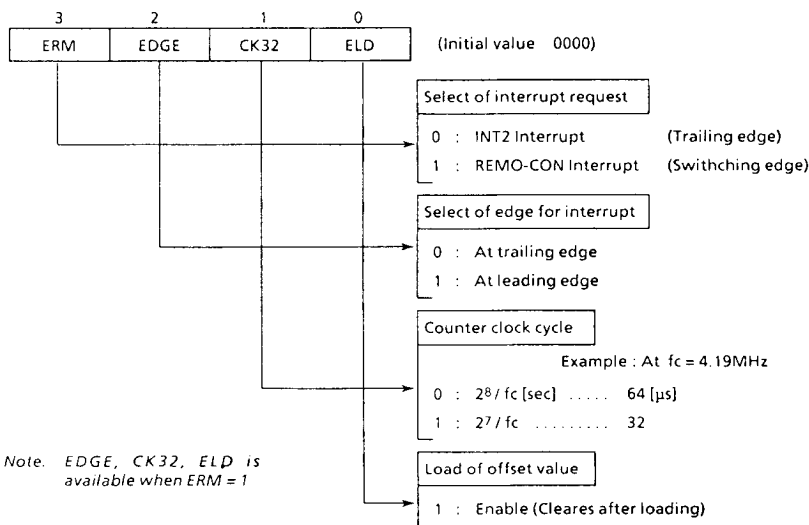 3 2 1 0
ERM EDGE CK32 ELD (Initial value 0000)
Select of interrupt request
0 : INT2 Interrupt (Trailing edge)
1 : REMO-CON Interrupt (Swithching edge)
Select of edge for interrupt
0 : At trailing edge
1 : At leading edge
Counter clock cycle
Example : At fc = 4.19MHz
0 : 2⁸/ fc [sec] ..... 64 [µs]
1 : 2⁷/ fc ......... 32
Note. EDGE, CK32, ELD is
available when ERM = 1
Load of offset value
1 : Enable (Cleares after loading)